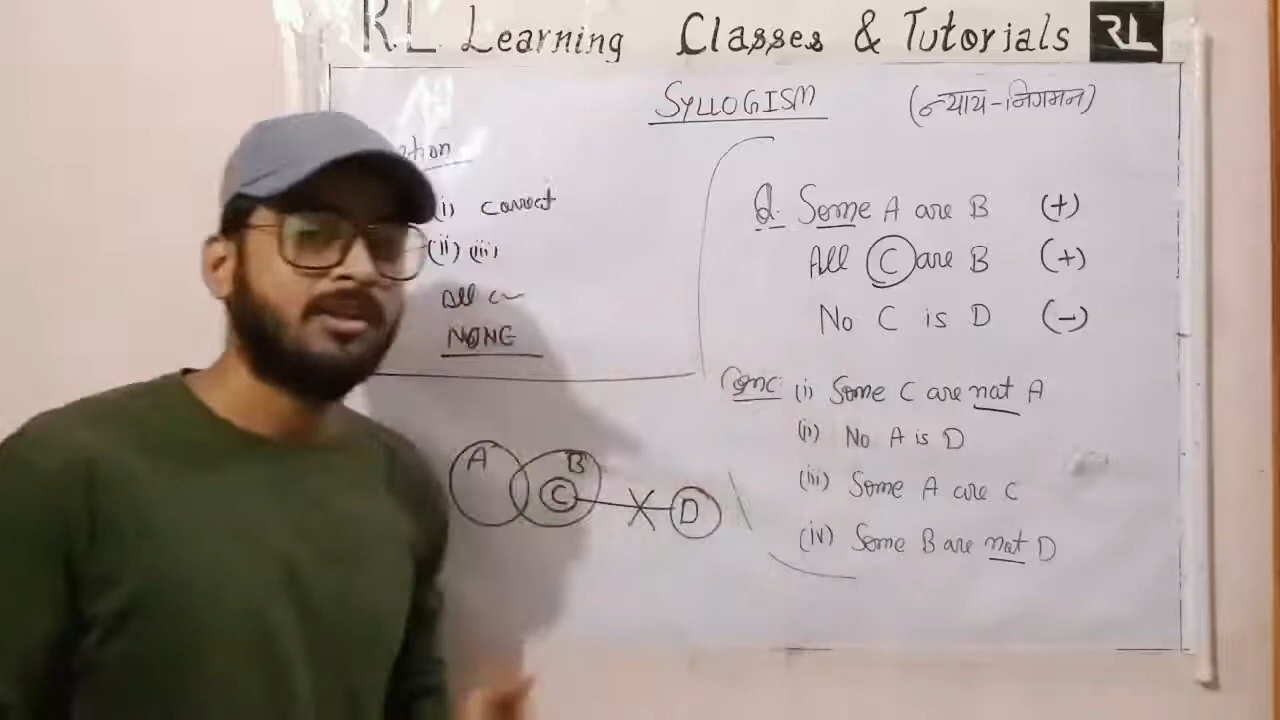 RL Learning Classes & Tutorials RL
SYLLOGISM (न्याय-निगमन)
(i) correct
(ii) (iii)
All
NONE
Q. Some A are B (+)
All C are B (+)
No C is D (-)
Conc: (i) Some C are not A
(ii) No A is D
(iii) Some A are C
(iv) Some B are not D
A B C D